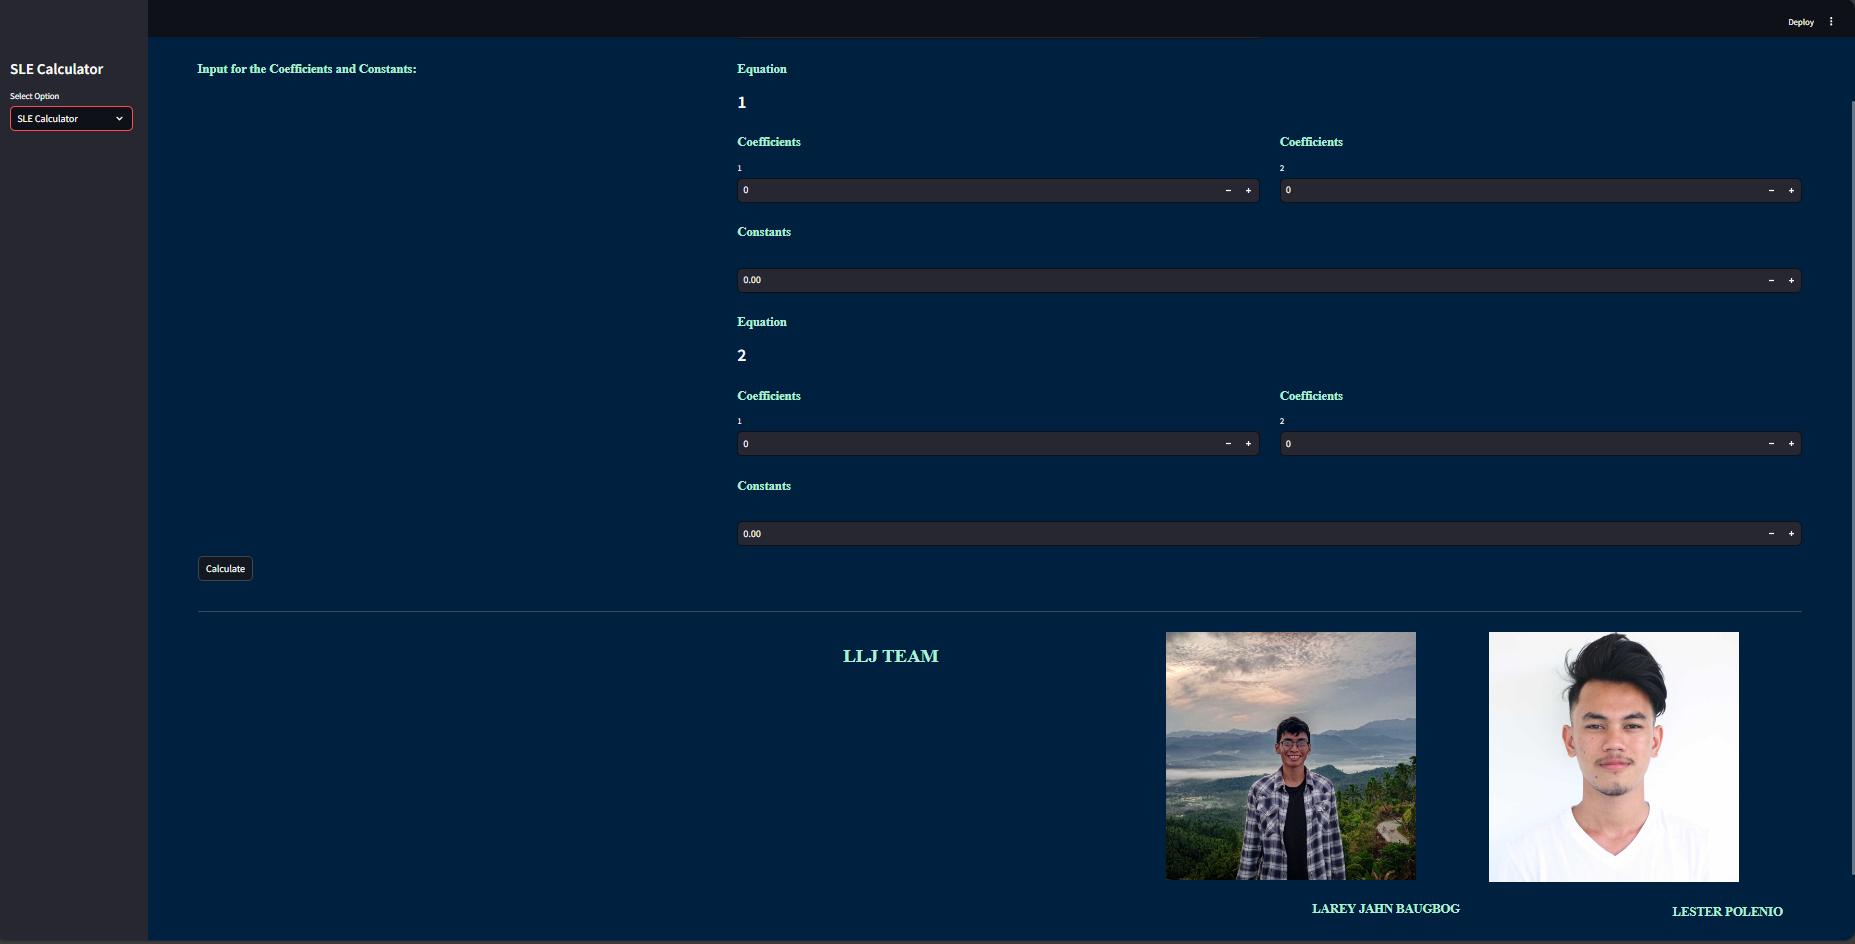 Deploy
SLE Calculator
Select Option
SLE Calculator
Input for the Coefficients and Constants:
Equation
1
Coefficients
Coefficients
1
2
0
0
Constants
0.00
Equation
2
Coefficients
Coefficients
1
2
0
0
Constants
0.00
Calculate
LLJ TEAM
LAREY JAHN BAUGBOG
LESTER POLENIO